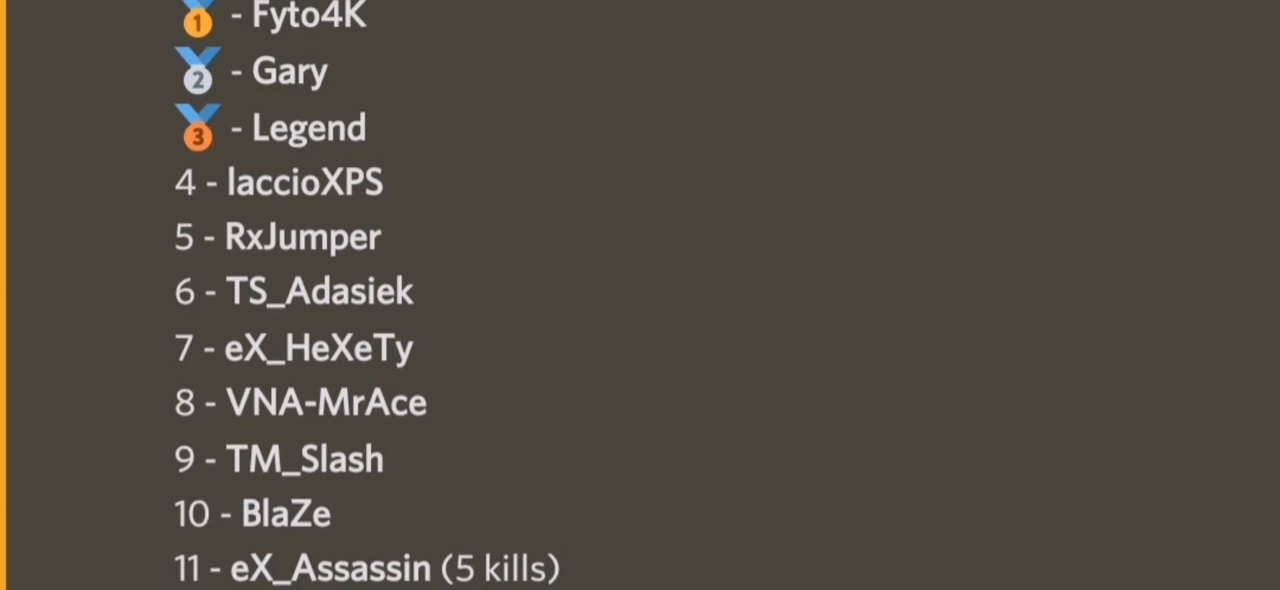 🥇 - Fyto4K
🥈 - Gary
🥉 - Legend
4 - laccioXPS
5 - RxJumper
6 - TS_Adasiek
7 - eX_HeXeTy
8 - VNA-MrAce
9 - TM_Slash
10 - BlaZe
11 - eX_Assassin (5 kills)